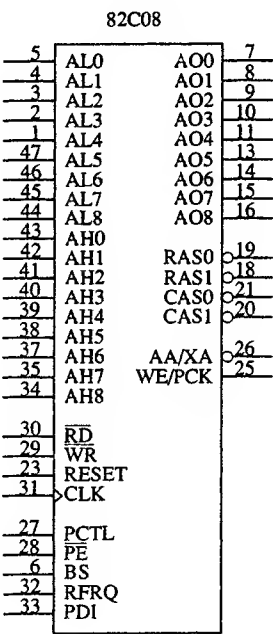 82C08
5 AL0 AO0 7
4 AL1 AO1 8
3 AL2 AO2 9
2 AL3 AO3 10
1 AL4 AO4 11
47 AL5 AO5 13
46 AL6 AO6 14
45 AL7 AO7 15
44 AL8 AO8 16
43 AH0
42 AH1 RAS0 19
41 AH2 RAS1 18
40 AH3 CAS0 21
39 AH4 CAS1 20
38 AH5
37 AH6 AA/XA 26
35 AH7 WE/PCK 25
34 AH8
30 R̅D̅
29 W̅R̅
23 RESET
31 CLK
27 PCTL
28 P̅E̅
6 BS
32 RFRQ
33 PDI